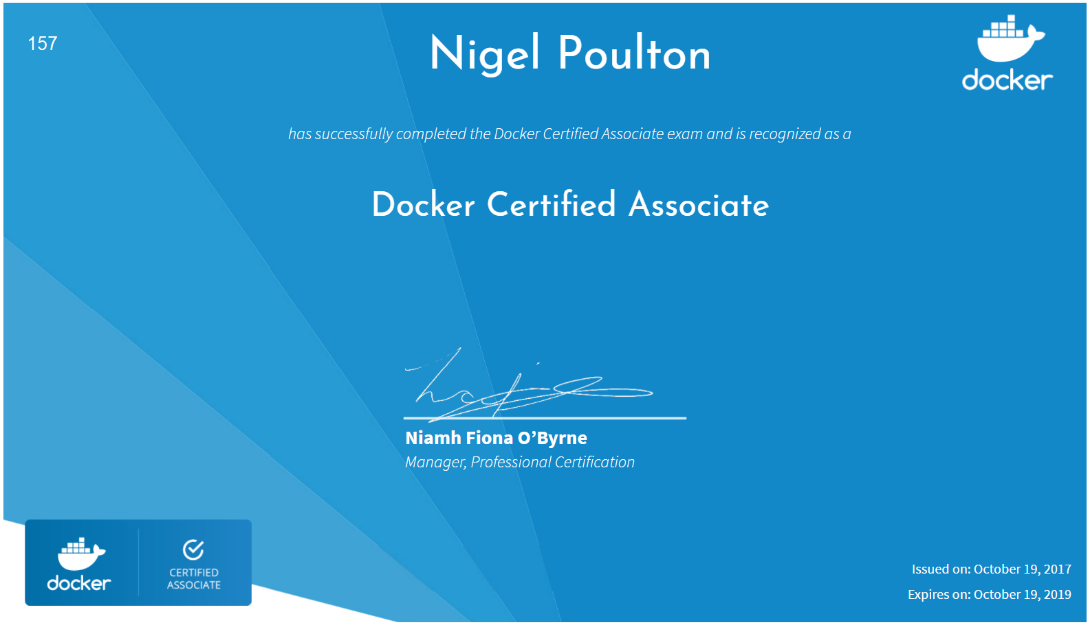 157
Nigel Poulton
docker
has successfully completed the Docker Certified Associate exam and is recognized as a
Docker Certified Associate
Niamh Fiona O’Byrne
Manager, Professional Certification
docker
CERTIFIED
ASSOCIATE
Issued on: October 19, 2017
Expires on: October 19, 2019